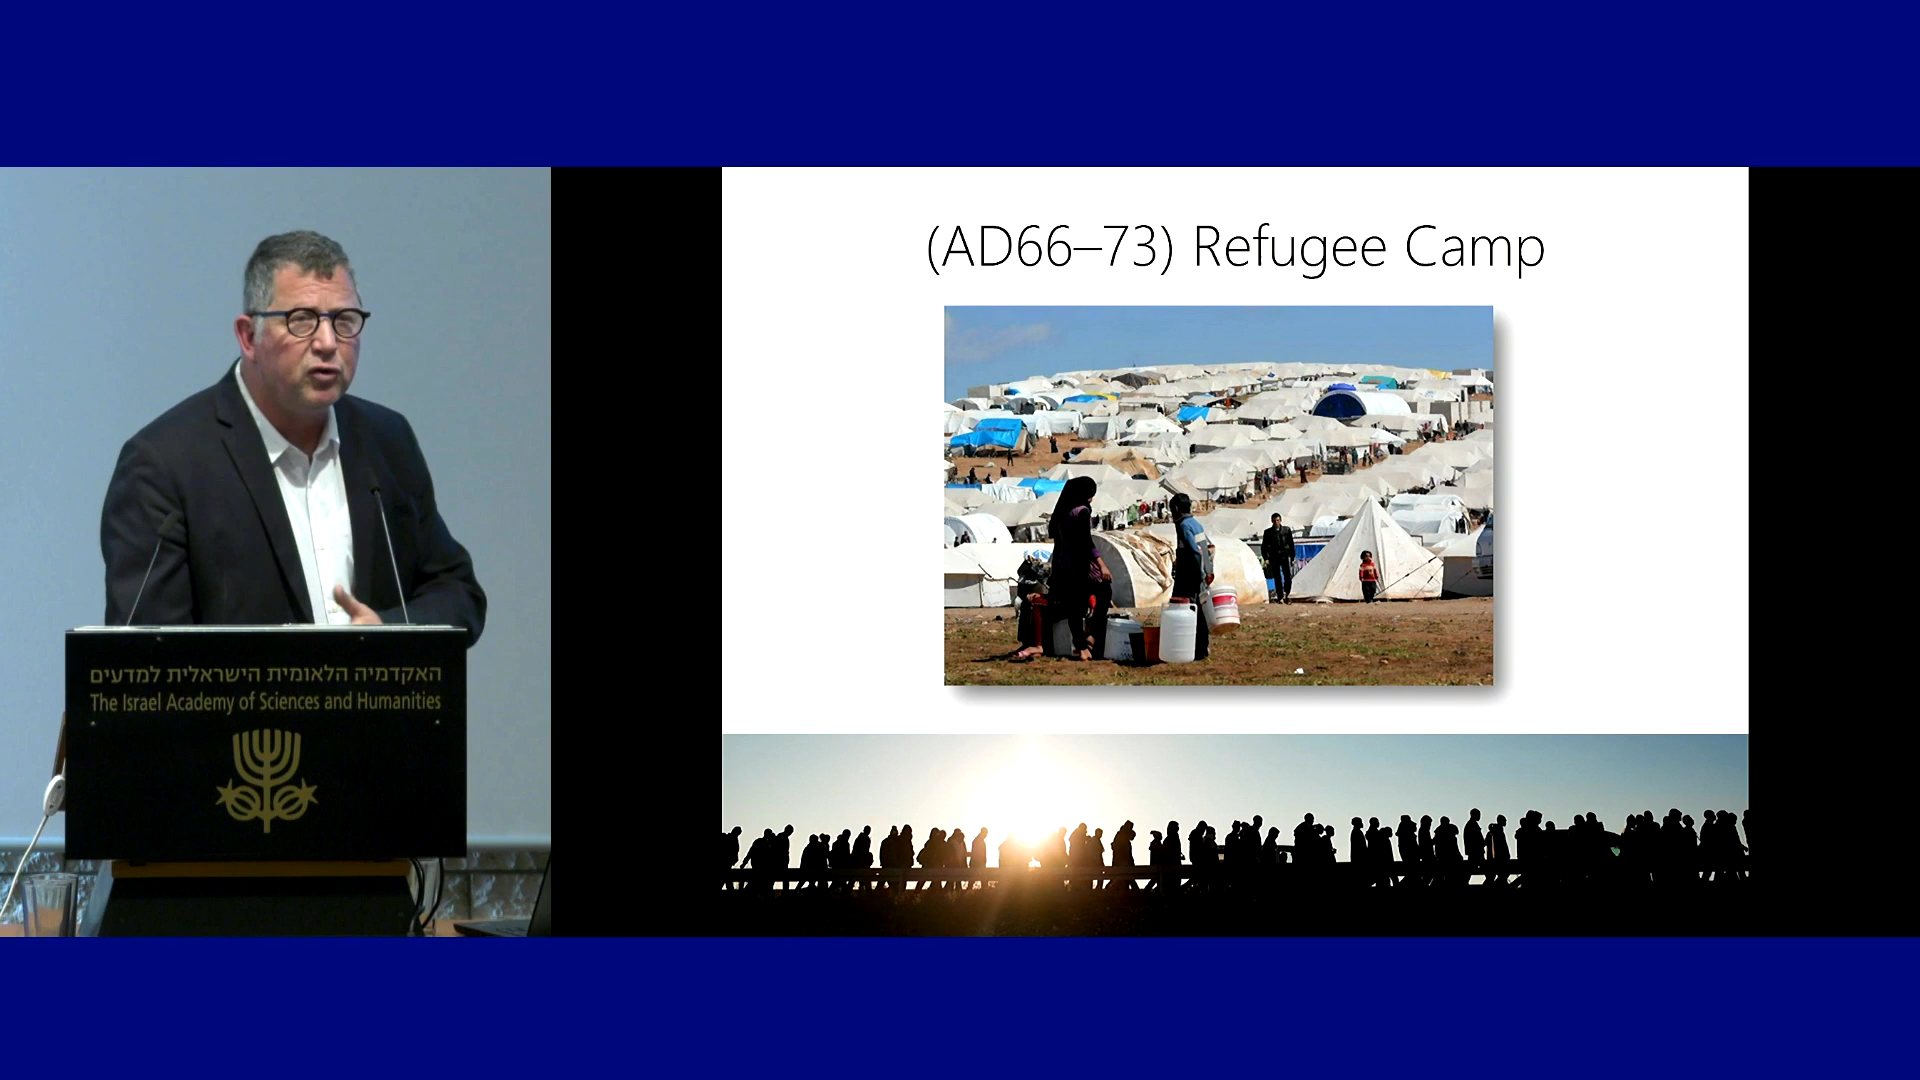 האקדמיה הלאומית הישראלית למדעים
The Israel Academy of Sciences and Humanities
(AD66–73) Refugee Camp